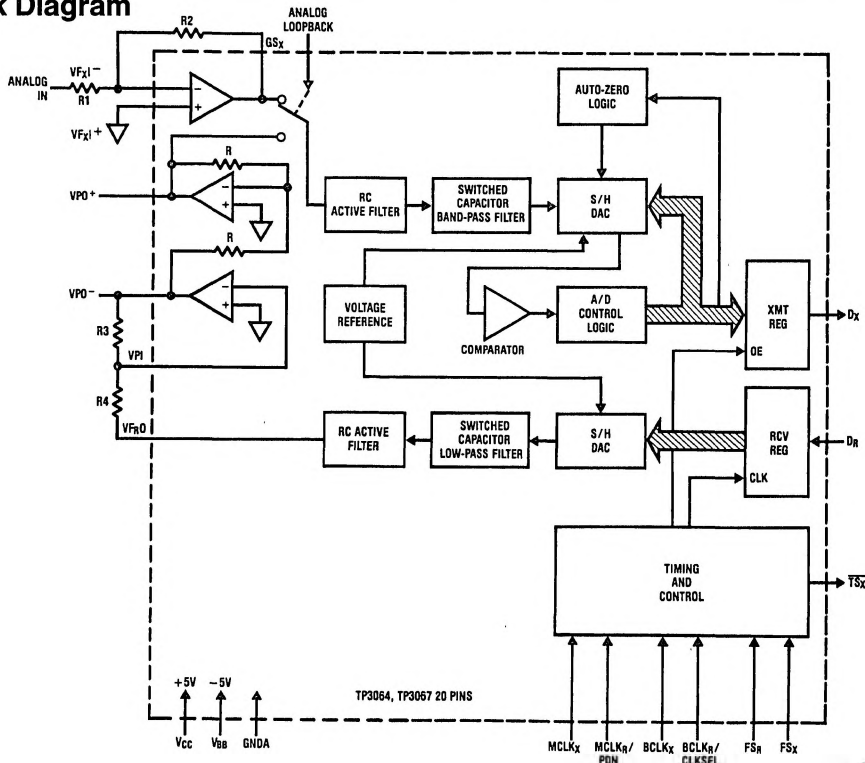 k Diagram
R2
ANALOG
LOOPBACK
GSX
ANALOG
IN
VFXI−
R1
VFXI+
−
+
AUTO-ZERO
LOGIC
R
VPO+
−
+
RC
ACTIVE FILTER
SWITCHED
CAPACITOR
BAND-PASS FILTER
S/H
DAC
R
VPO−
−
+
VOLTAGE
REFERENCE
COMPARATOR
A/D
CONTROL
LOGIC
XMT
REG
OE
DX
R3
VPI
R4
VFRO
RC ACTIVE
FILTER
SWITCHED
CAPACITOR
LOW-PASS FILTER
S/H
DAC
RCV
REG
CLK
DR
TIMING
AND
CONTROL
TSX
+5V
−5V
TP3064, TP3067 20 PINS
VCC
VBB
GNDA
MCLKX
MCLKR/
PDN
BCLKX
BCLKR/
CLKSEL
FSR
FSX